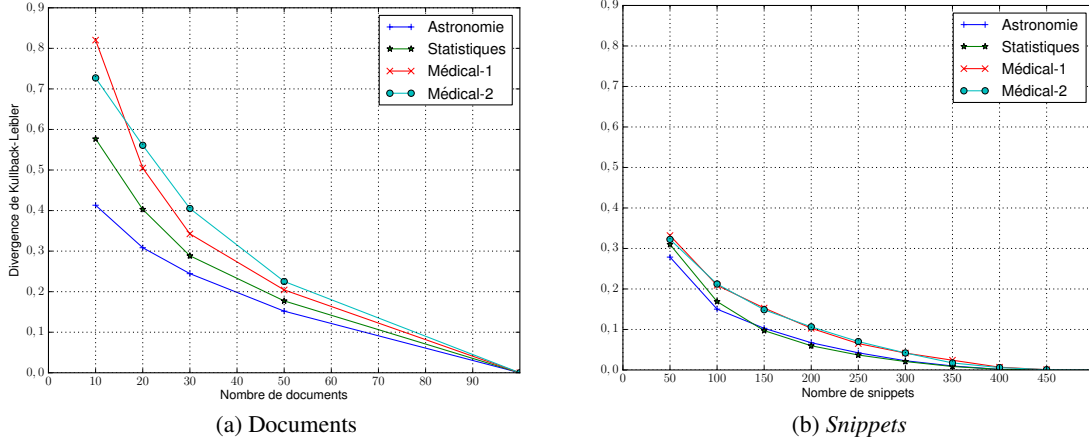 0, 9
0, 8
0, 7
0, 6
0, 5
0, 4
0, 3
0, 2
0, 1
0, 0
Divergence de Kullback-Leibler
0 10 20 30 40 50 60 70 80 90
Nombre de documents
Astronomie
Statistiques
Médical-1
Médical-2
(a) Documents
0, 9
0, 8
0, 7
0, 6
0, 5
0, 4
0, 3
0, 2
0, 1
0, 0
0 50 100 150 200 250 300 350 400 450
Nombre de snippets
Astronomie
Statistiques
Médical-1
Médical-2
(b) Snippets